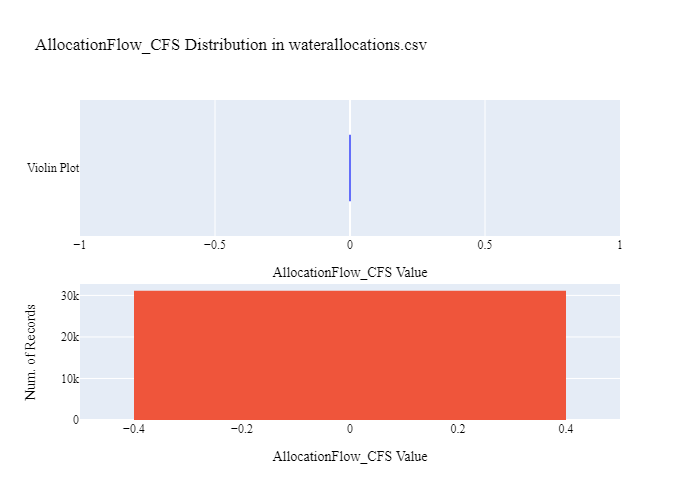 AllocationFlow_CFS Distribution in waterallocations.csv
Violin Plot
−1
−0.5
0
0.5
1
AllocationFlow_CFS Value
Num. of Records
30k
20k
10k
0
−0.4
−0.2
0
0.2
0.4
AllocationFlow_CFS Value